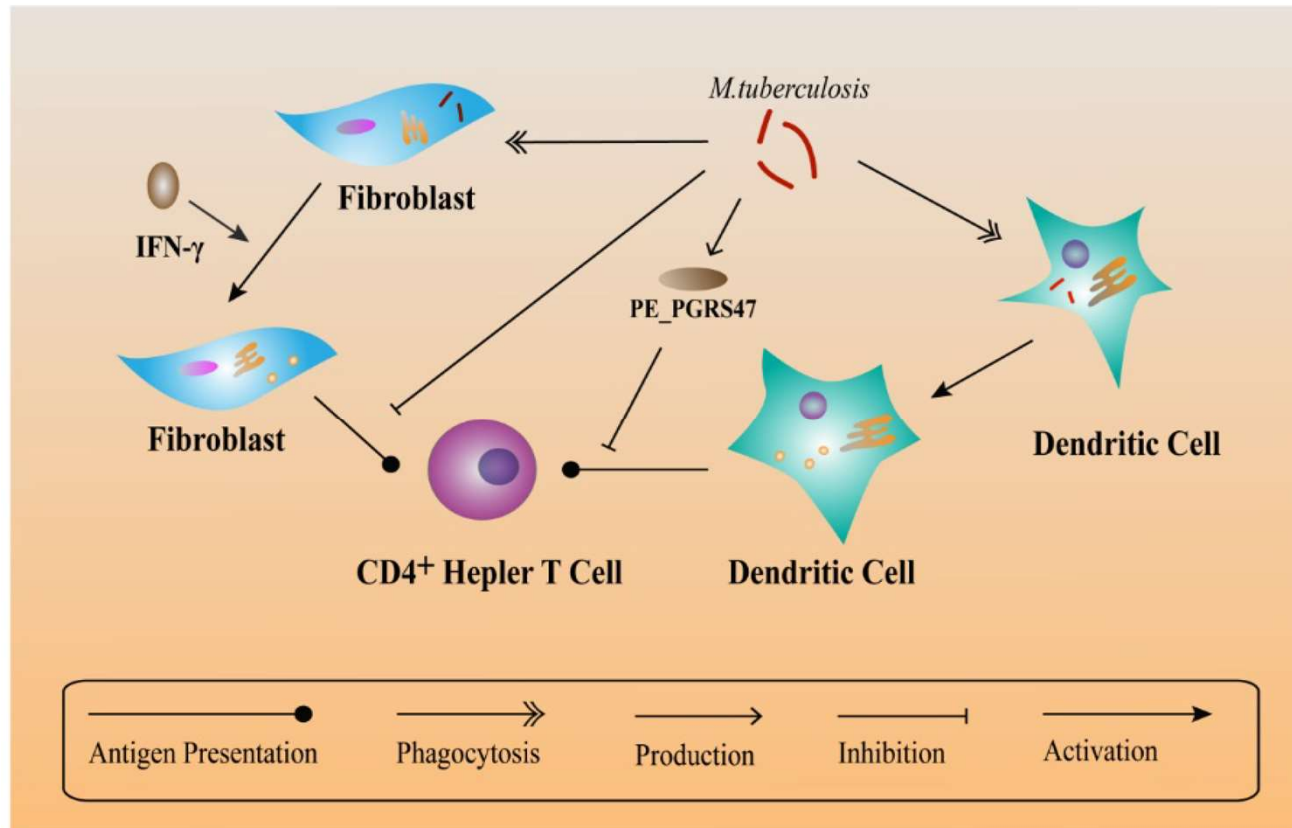 M.tuberculosis
Fibroblast
IFN-γ
PE_PGRS47
Fibroblast
Dendritic Cell
CD4+ Hepler T Cell
Dendritic Cell
Antigen Presentation
Phagocytosis
Production
Inhibition
Activation